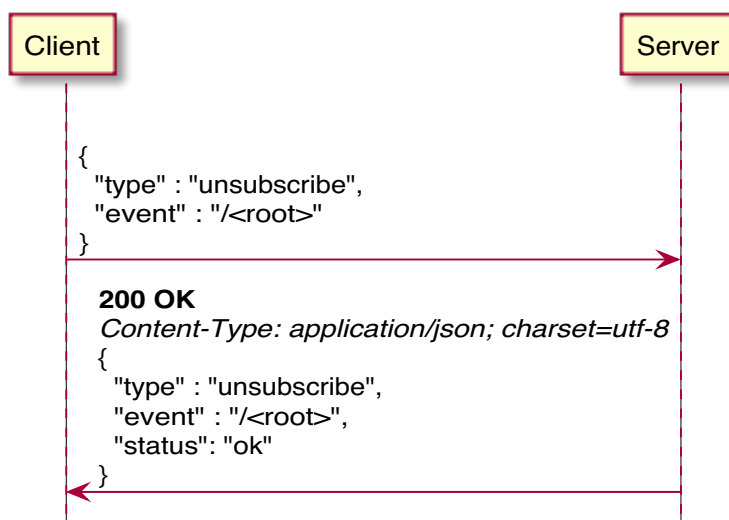 Client
Server
{
"type" : "unsubscribe",
"event" : "/<root>"
}
200 OK
Content-Type: application/json; charset=utf-8
{
"type" : "unsubscribe",
"event" : "/<root>",
"status": "ok"
}